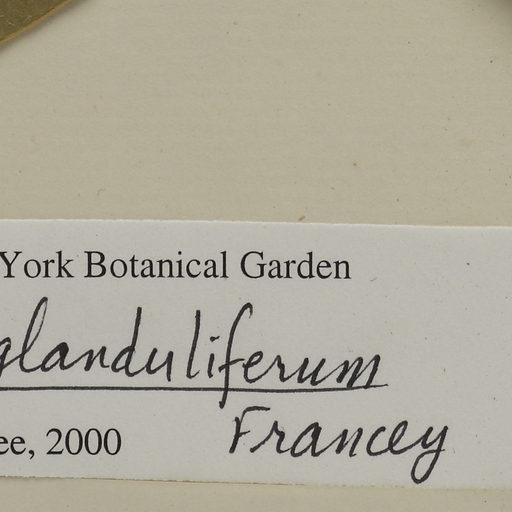 York Botanical Garden
glanduliferum
Francey
ee, 2000